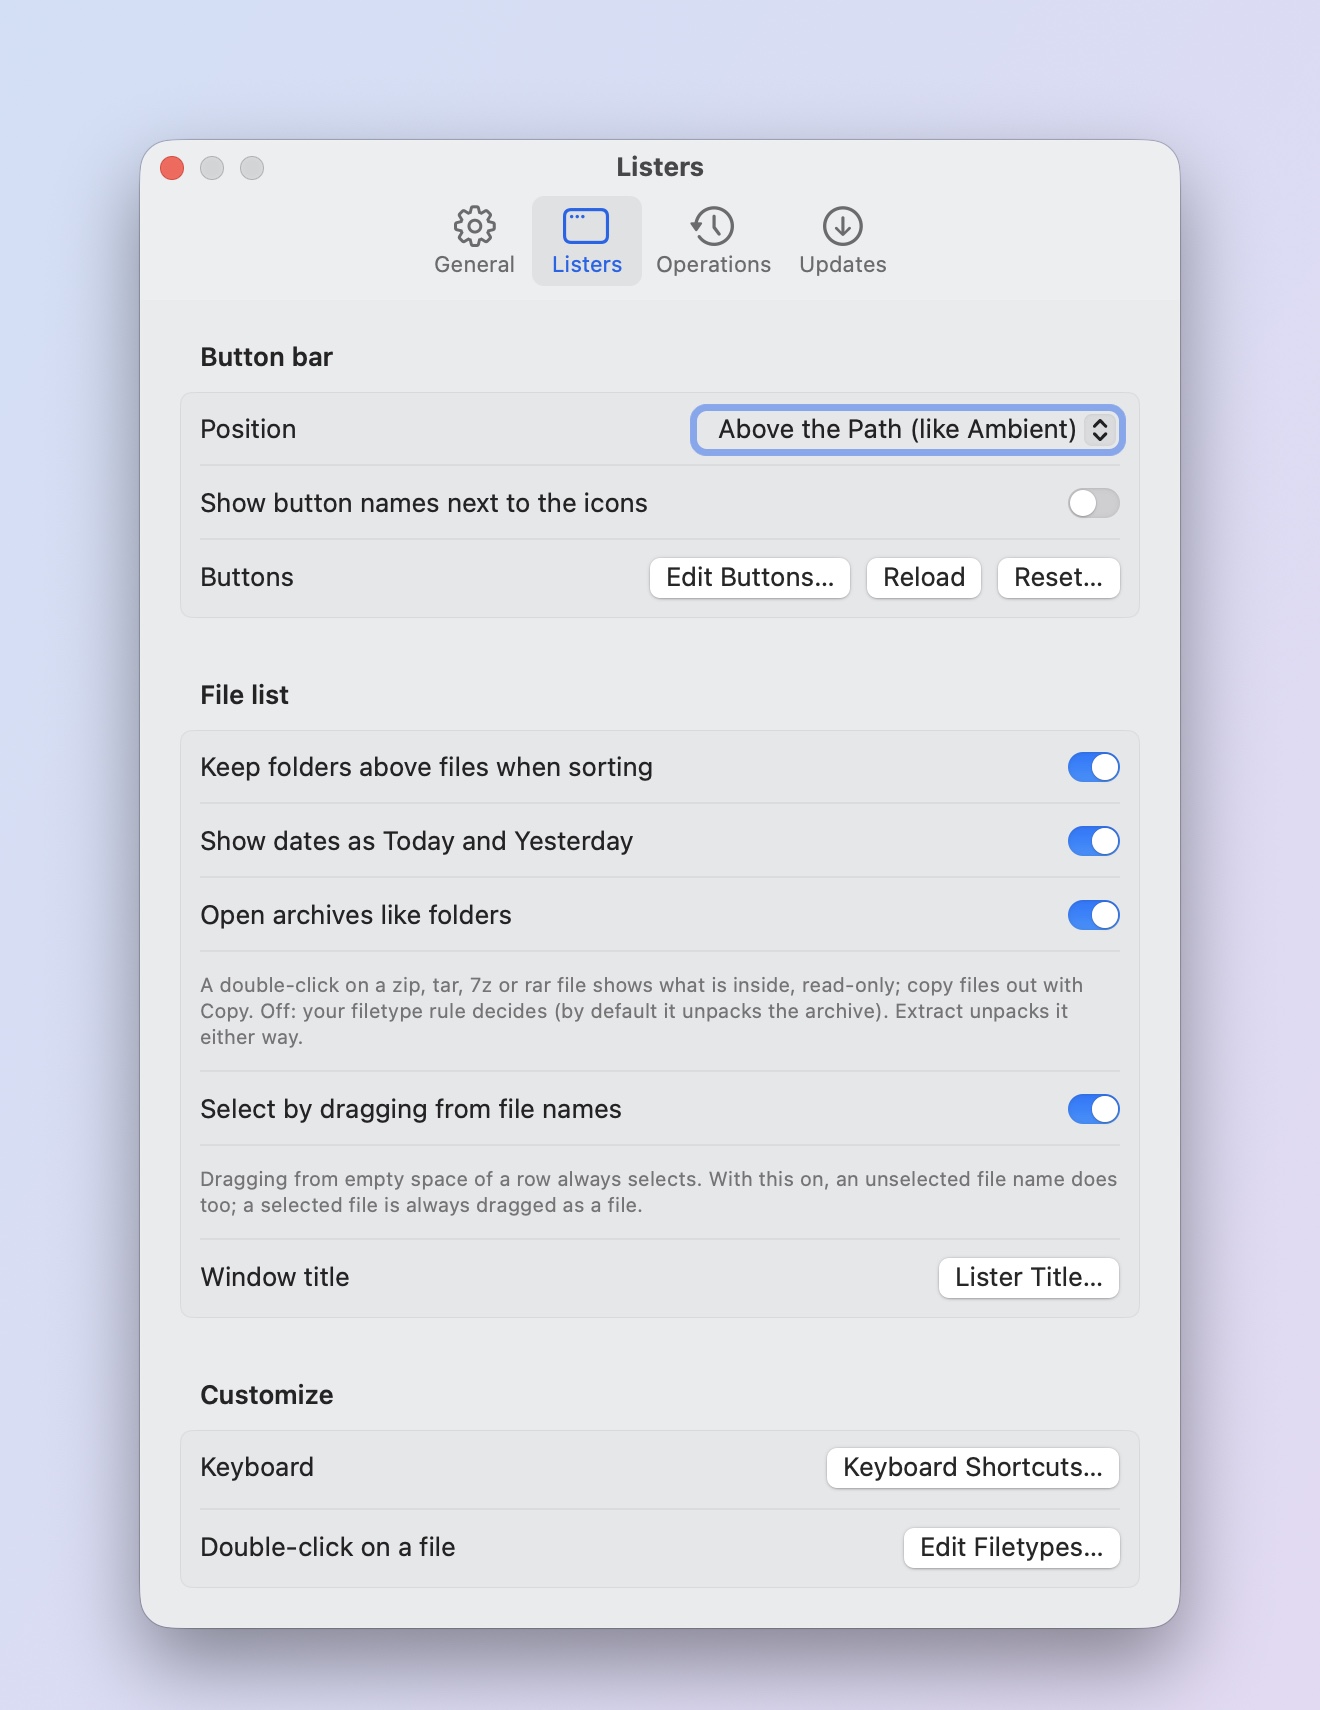 Listers
General
Listers
Operations
Updates
Button bar
Position
Above the Path (like Ambient)
Show button names next to the icons
Buttons
Edit Buttons...
Reload
Reset...
File list
Keep folders above files when sorting
Show dates as Today and Yesterday
Open archives like folders
A double-click on a zip, tar, 7z or rar file shows what is inside, read-only; copy files out with
Copy. Off: your filetype rule decides (by default it unpacks the archive). Extract unpacks it
either way.
Select by dragging from file names
Dragging from empty space of a row always selects. With this on, an unselected file name does
too; a selected file is always dragged as a file.
Window title
Lister Title...
Customize
Keyboard
Keyboard Shortcuts...
Double-click on a file
Edit Filetypes...